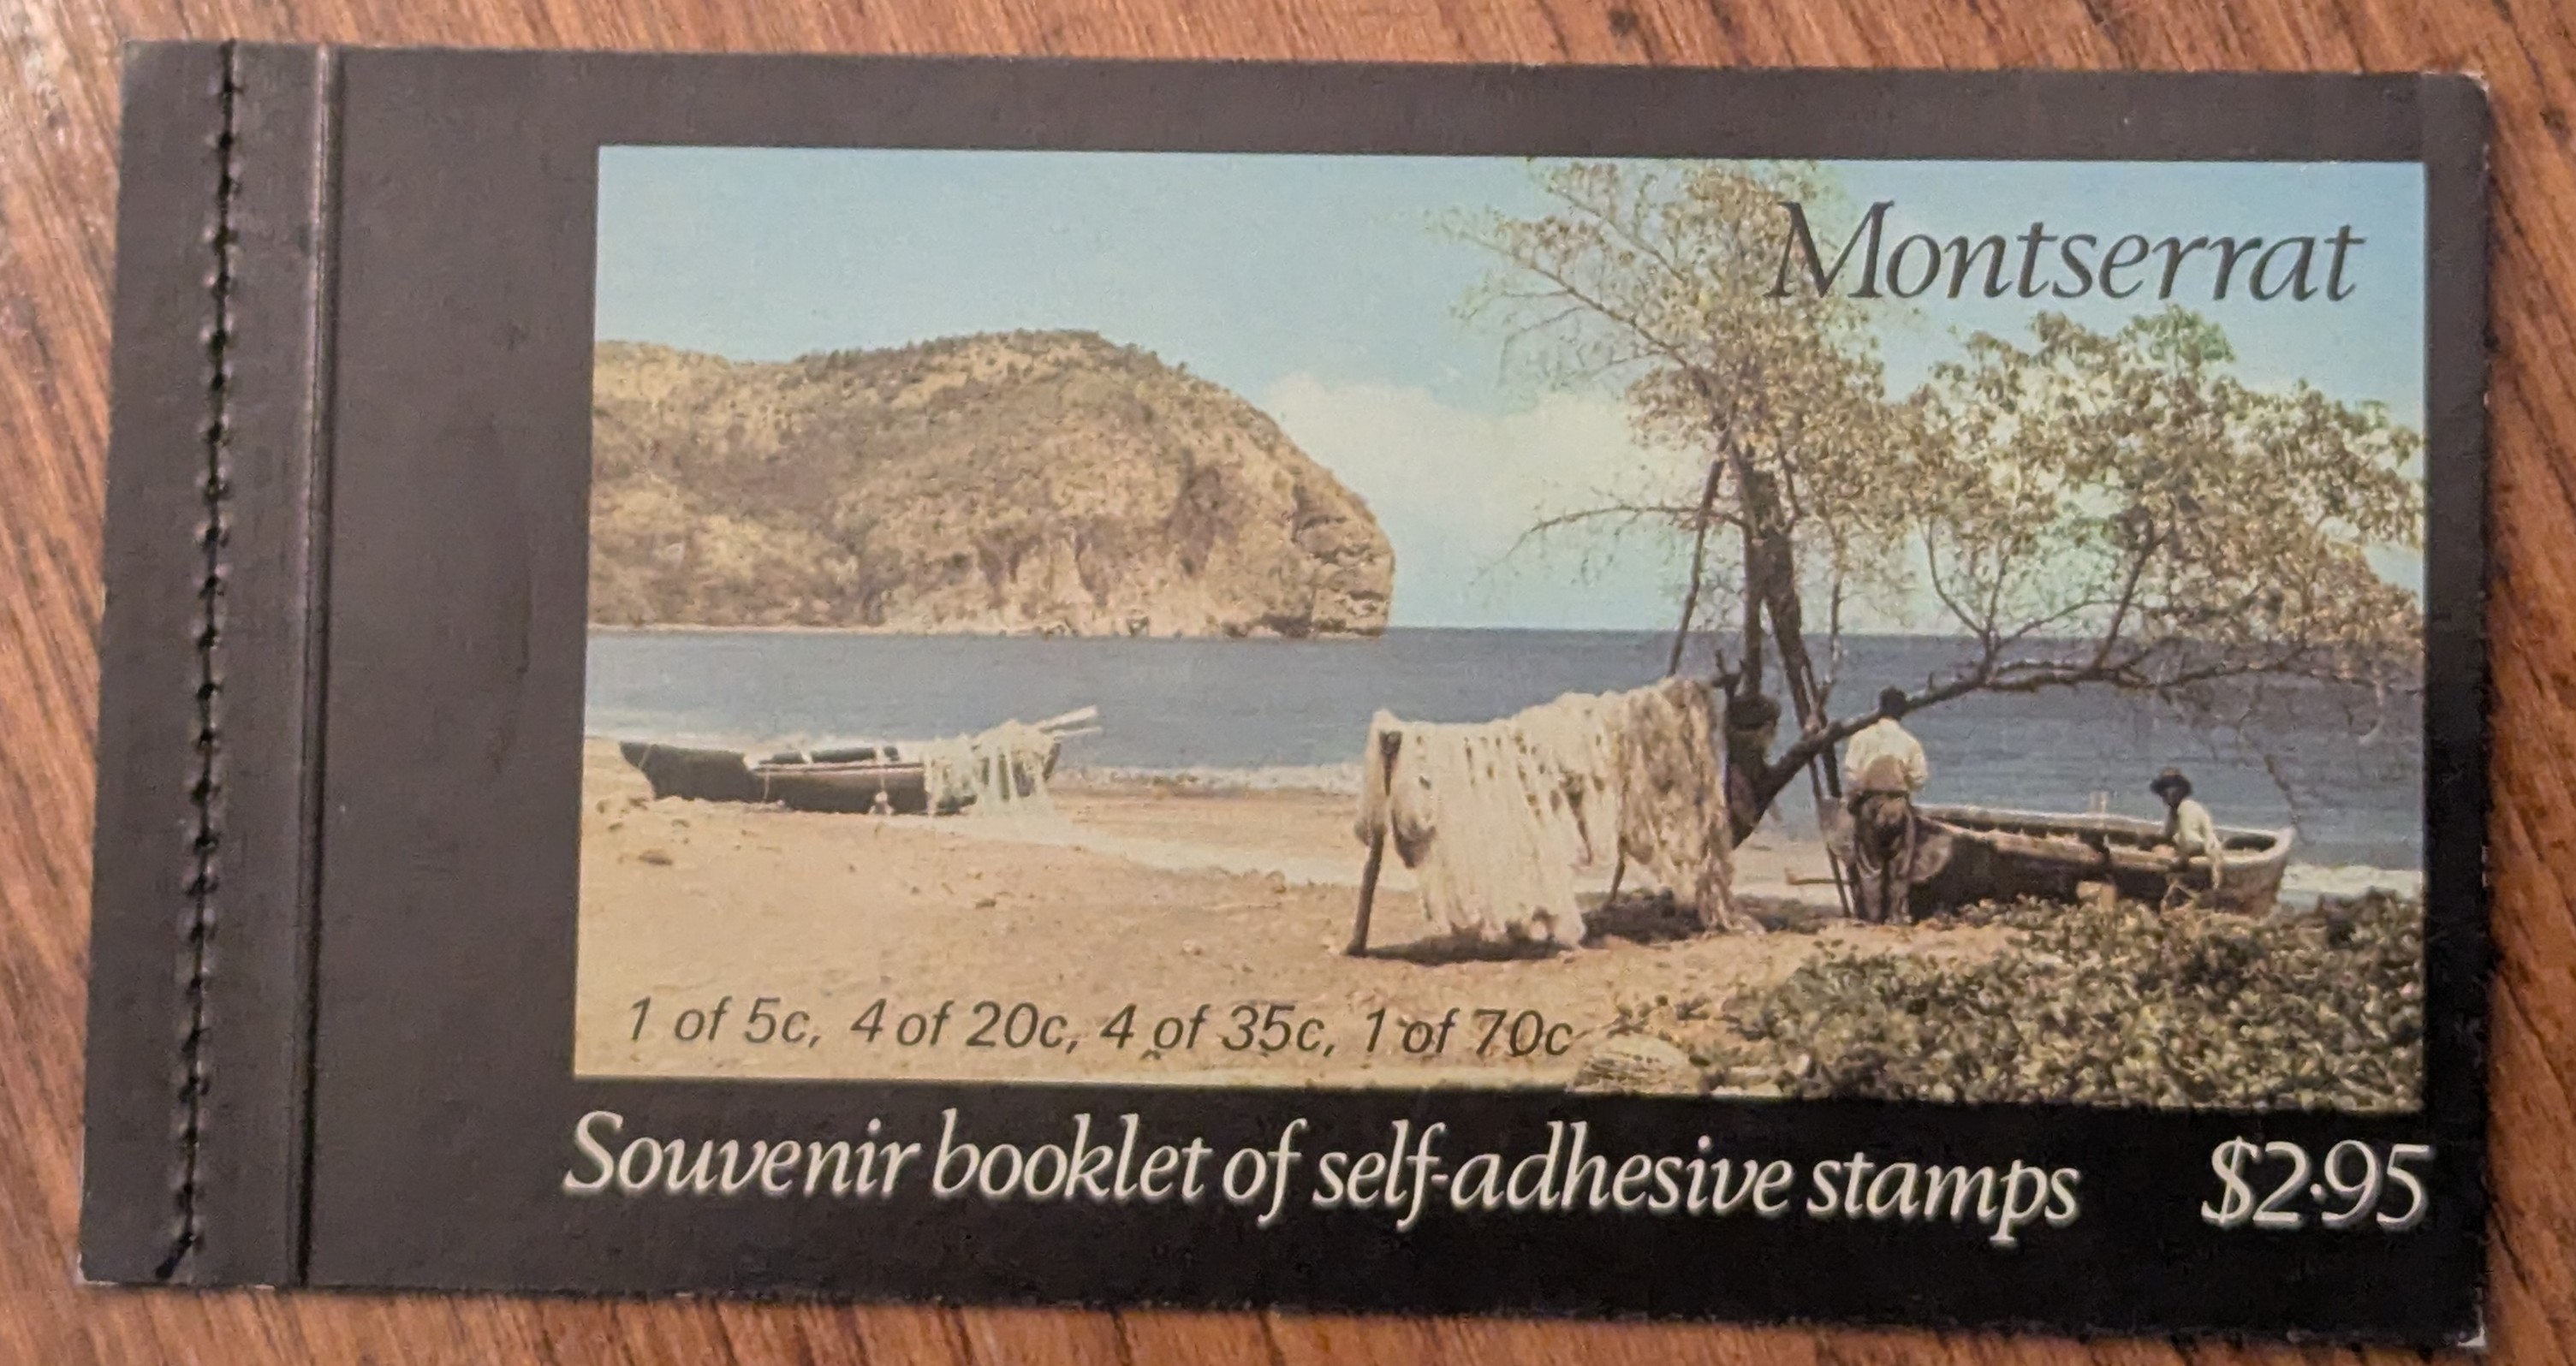 Montserrat
1 of 5c, 4 of 20c, 4 of 35c, 1 of 70c
Souvenir booklet of self-adhesive stamps $2·95